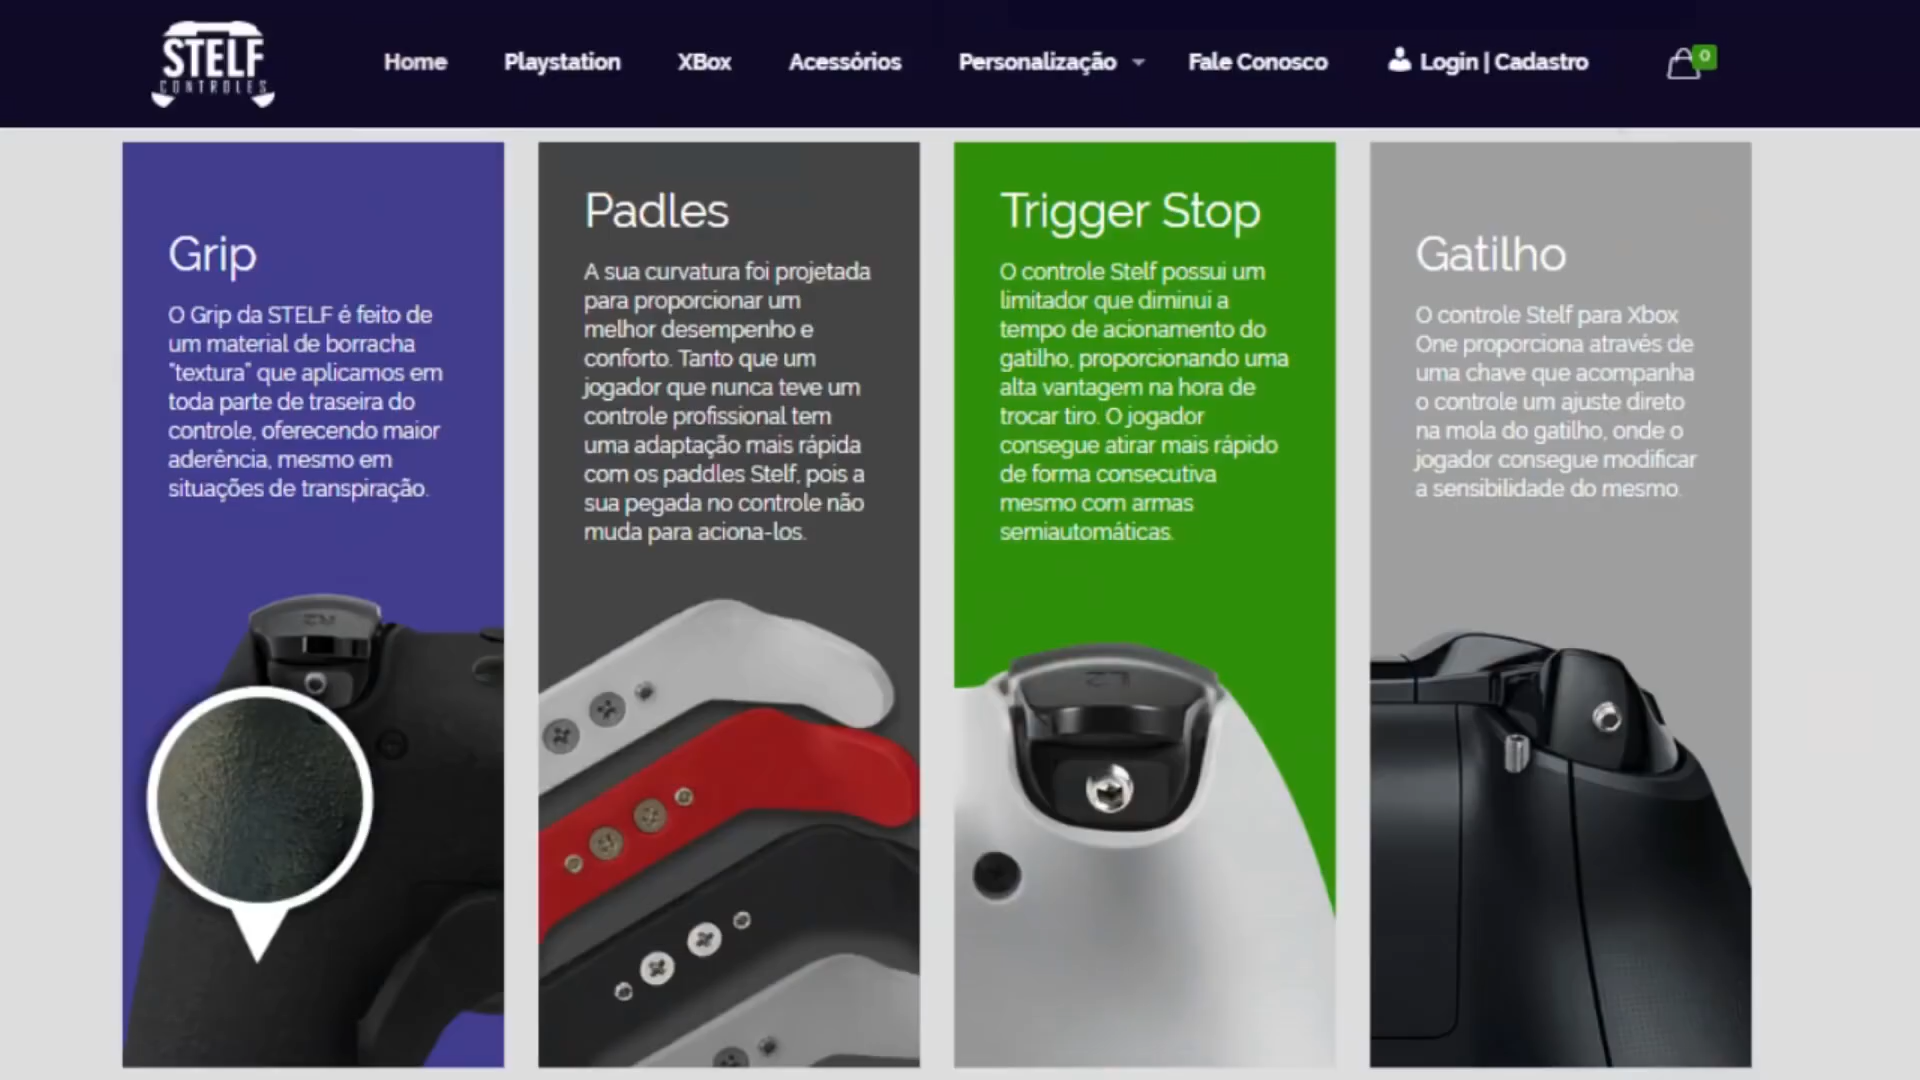 STELF
CONTROLES
Home
Playstation
XBox
Acessórios
Personalização
Fale Conosco
Login | Cadastro
0
Grip
O Grip da STELF é feito de
um material de borracha
"textura" que aplicamos em
toda parte de traseira do
controle, oferecendo maior
aderência, mesmo em
situações de transpiração.
Padles
A sua curvatura foi projetada
para proporcionar um
melhor desempenho e
conforto. Tanto que um
jogador que nunca teve um
controle profissional tem
uma adaptação mais rápida
com os paddles Stelf, pois a
sua pegada no controle não
muda para aciona-los.
Trigger Stop
O controle Stelf possui um
limitador que diminui a
tempo de acionamento do
gatilho, proporcionando uma
alta vantagem na hora de
trocar tiro. O jogador
consegue atirar mais rápido
de forma consecutiva
mesmo com armas
semiautomáticas.
Gatilho
O controle Stelf para Xbox
One proporciona através de
uma chave que acompanha
o controle um ajuste direto
na mola do gatilho, onde o
jogador consegue modificar
a sensibilidade do mesmo.
R2
L2